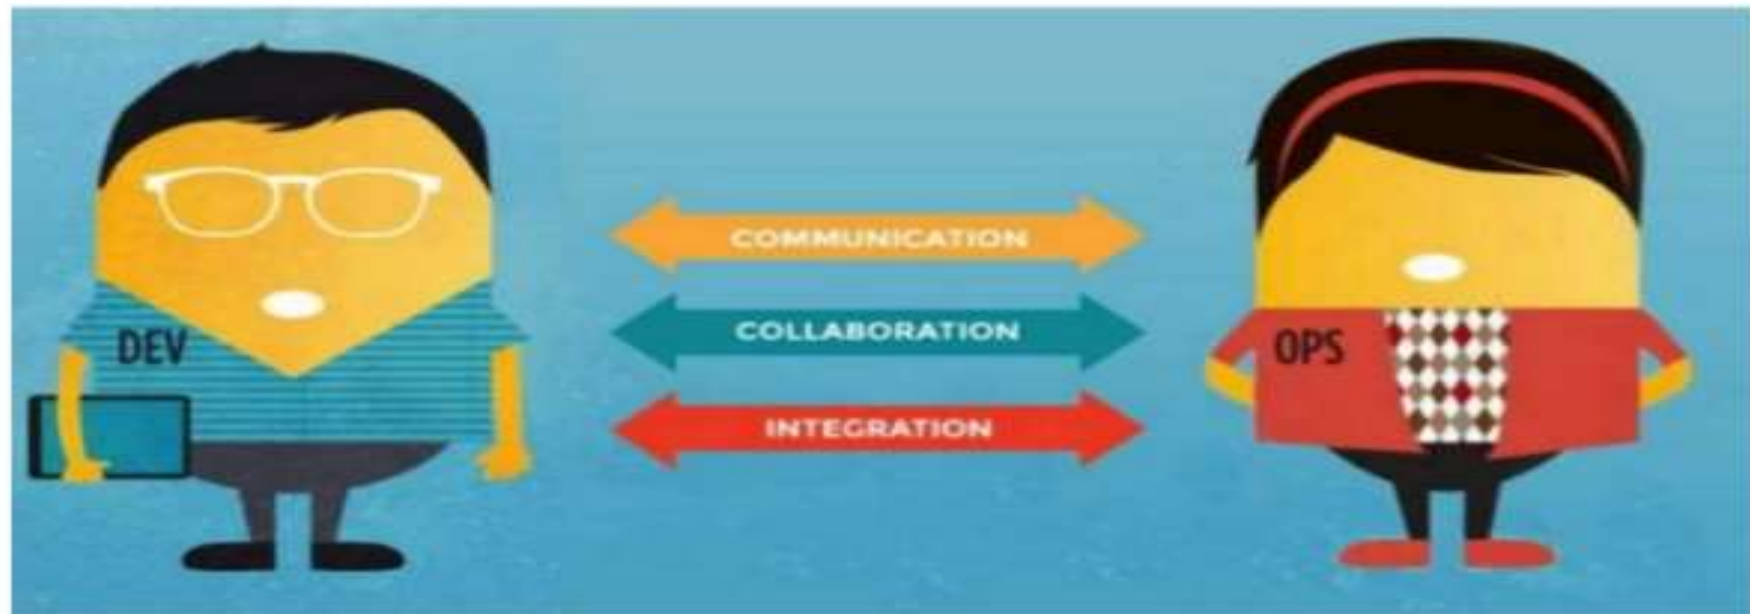 COMMUNICATION
COLLABORATION
DEV
OPS
INTEGRATION